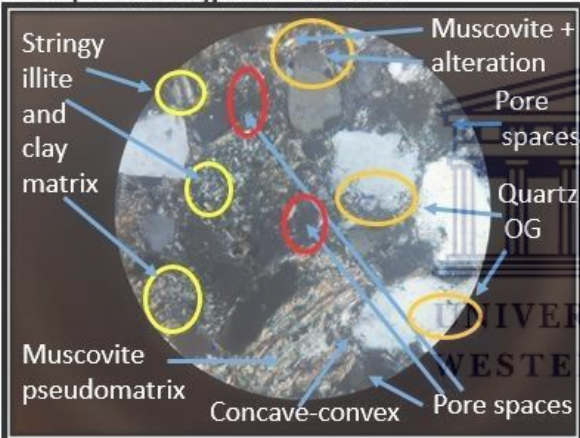 Stringy
illite
and
clay
matrix
Muscovite +
alteration
Pore
spaces
Quartz
OG
UNIVER
WESTE
Muscovite
pseudomatrix
Concave-convex
Pore spaces